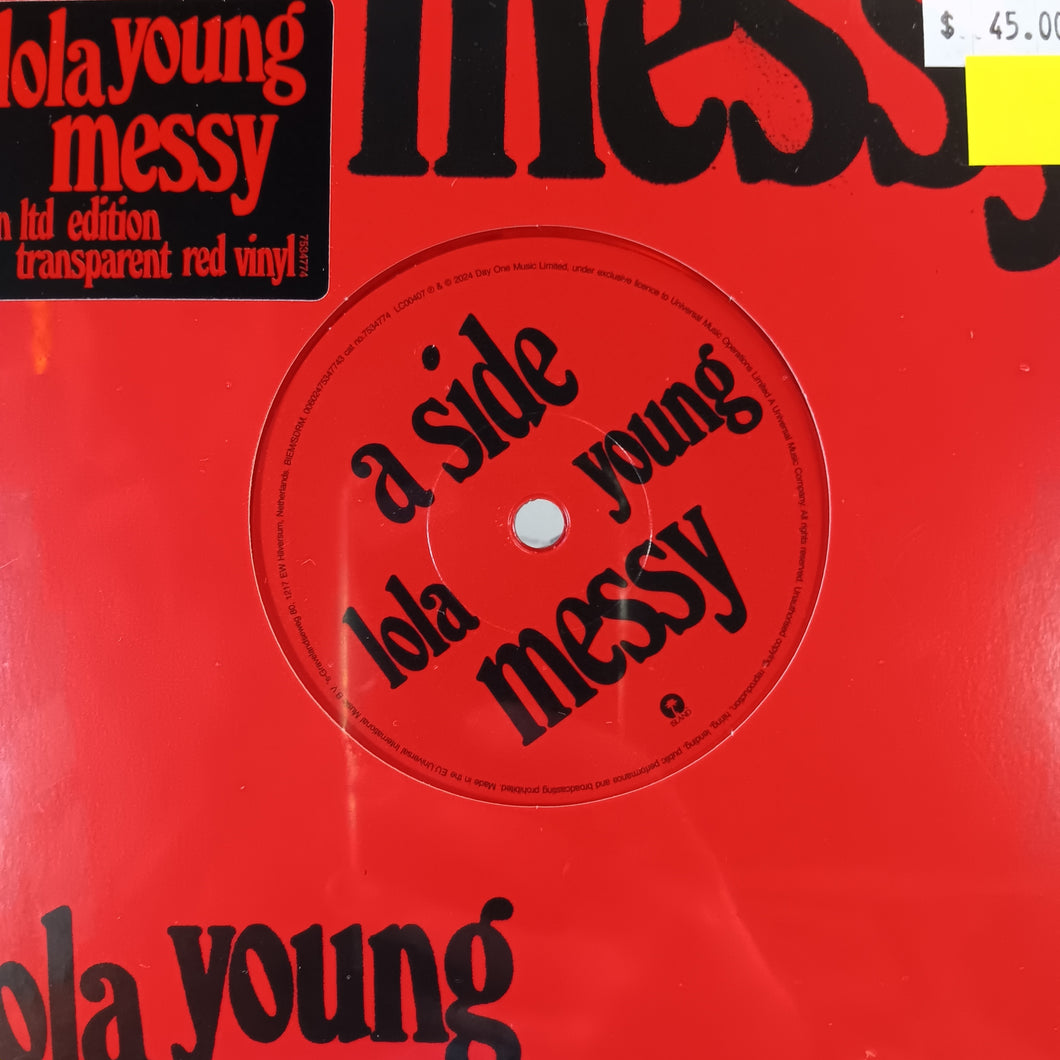 lola young
messy
ltd edition
transparent red vinyl
7534774
messy
$ 45.00
a side
lola young
messy
ISLAND
LC00407 ℗ & © 2024 Day One Music Limited, under exclusive licence to Universal Music Operations Limited A Universal Music Company. All rights reserved. Unauthorised copying, reproduction, hiring, lending, public performance and broadcasting prohibited. Made in the EU. Universal International Music B.V. 's-Gravelandseweg 80, 1217 EW Hilversum, Netherlands. BIEM/SDRM. 00602475347743 cat no.7534774
lola young